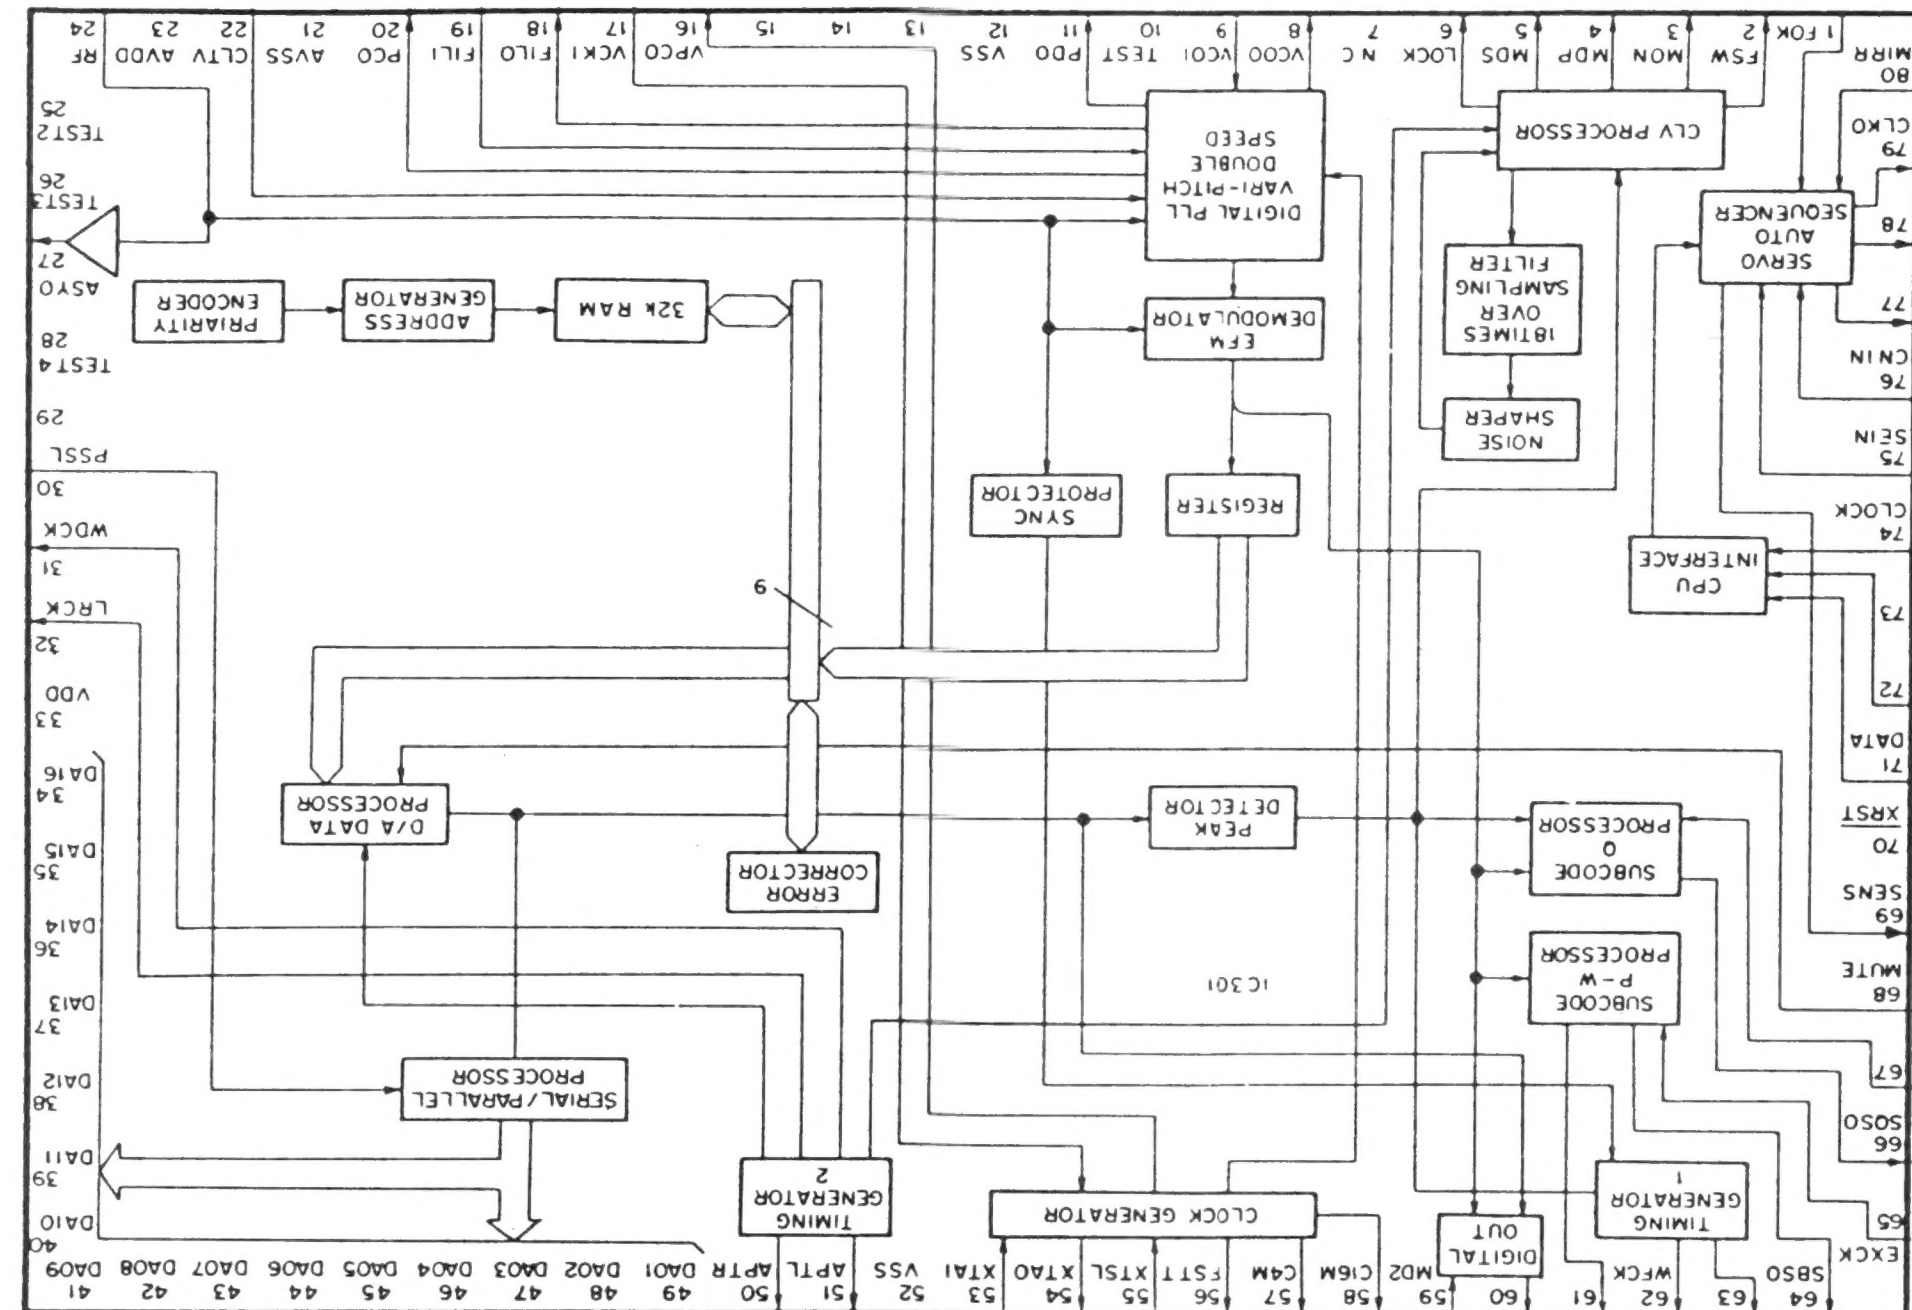 64 63 62 61 60 59 58 57 56 55 54 53 52 51 50 49 48 47 46 45 44 43 42 41
SBSO WFCK MD2 C16M C4M FSTT XTSL XTAO XTAI VSS APTL APTR DA01 DA02 DA03 DA04 DA05 DA06 DA07 DA08 DA09
EXCK
65
66
SQSO
67
68
MUTE
69
SENS
70
XRST
71
DATA
72
73
74
CLOCK
75
SEIN
76
CNIN
77
78
79
CLKO
80
MIRR
40
DA10
39
DA11
38
DA12
37
DA13
36
DA14
35
DA15
34
DA16
33
VDD
32
LRCK
31
WDCK
30
PSSL
29
TEST4
28
ASYO
27
TEST3
26
TEST2
25
DIGITAL
OUT
TIMING
GENERATOR
1
CLOCK GENERATOR
TIMING
GENERATOR
2
SERIAL/PARALLEL
PROCESSOR
SUBCODE
P-W
PROCESSOR
IC301
SUBCODE
Q
PROCESSOR
PEAK
DETECTOR
ERROR
CORRECTOR
D/A DATA
PROCESSOR
CPU
INTERFACE
9
REGISTER
SYNC
PROTECTOR
NOISE
SHAPER
18TIMES
OVER
SAMPLING
FILTER
EFM
DEMODULATOR
32k RAM
ADDRESS
GENERATOR
PRIARITY
ENCODER
SERVO
AUTO
SEQUENCER
DIGITAL PLL
VARI-PITCH
DOUBLE
SPEED
CLV PROCESSOR
FOK FSW MON MDP MDS LOCK NC VCOO VCOI TEST PDO VSS VPCO VCKI FILO FILI PCO AVSS CLTV AVDD RF
1 2 3 4 5 6 7 8 9 10 11 12 13 14 15 16 17 18 19 20 21 22 23 24